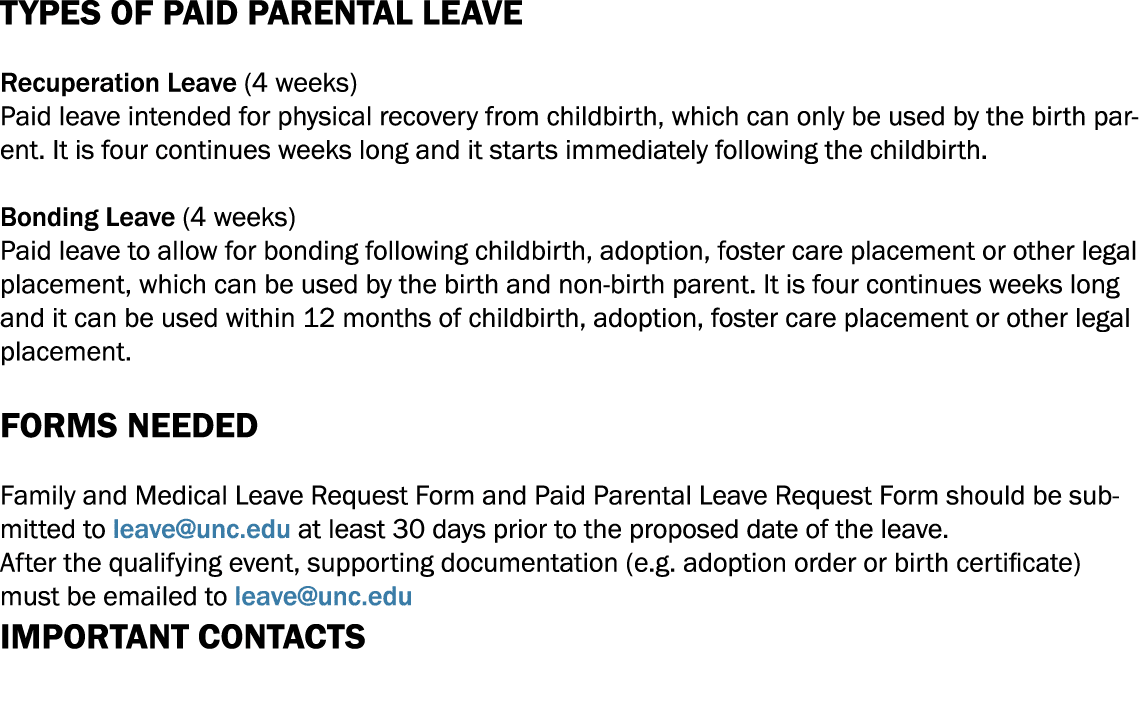 TYPES OF PAID PARENTAL LEAVE
Recuperation Leave (4 weeks)
Paid leave intended for physical recovery from childbirth, which can only be used by the birth par-
ent. It is four continues weeks long and it starts immediately following the childbirth.
Bonding Leave (4 weeks)
Paid leave to allow for bonding following childbirth, adoption, foster care placement or other legal
placement, which can be used by the birth and non-birth parent. It is four continues weeks long
and it can be used within 12 months of childbirth, adoption, foster care placement or other legal
placement.
FORMS NEEDED
Family and Medical Leave Request Form and Paid Parental Leave Request Form should be sub-
mitted to leave@unc.edu at least 30 days prior to the proposed date of the leave.
After the qualifying event, supporting documentation (e.g. adoption order or birth certificate)
must be emailed to leave@unc.edu
IMPORTANT CONTACTS